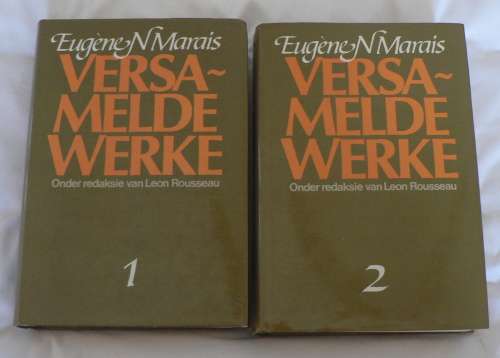 Eugène N Marais
VERSA~
MELDE
WERKE
Onder redaksie van Leon Rousseau
1
Eugène N Marais
VERSA~
MELDE
WERKE
Onder redaksie van Leon Rousseau
2